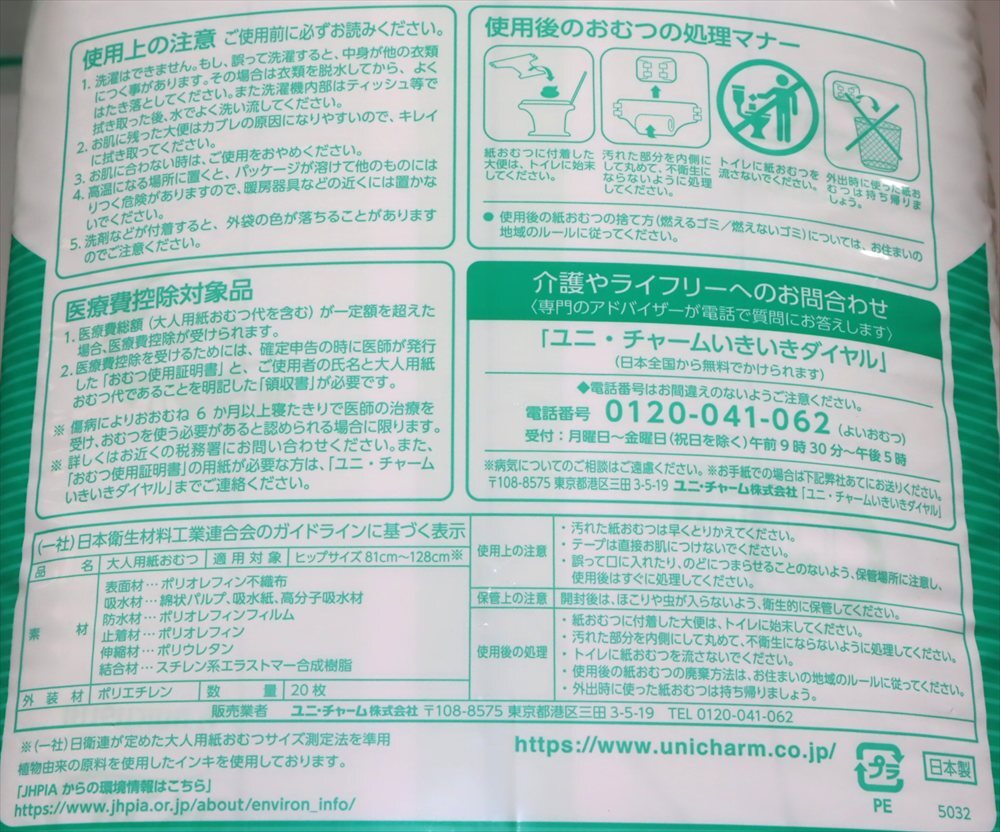 使用上の注意 ご使用前に必ずお読みください。
1. 洗濯はできません。もし、誤って洗濯すると、中身が他の衣類
につく事があります。その場合は衣類を脱水してから、よく
はたき落としてください。また洗濯機内部はティッシュ等で
拭き取った後、水でよく洗い流してください。
2. お肌に残った大便はカブレの原因になりやすいので、キレイ
に拭き取ってください。
3. お肌に合わない時は、ご使用をおやめください。
4. 高温になる場所に置くと、パッケージが溶けて他のものには
りつく危険がありますので、暖房器具などの近くには置かな
いでください。
5. 洗剤などが付着すると、外袋の色が落ちることがあります
のでご注意ください。
使用後のおむつの処理マナー
紙おむつに付着した
大便は、トイレに始末
してください。
汚れた部分を内側に
して丸めて、不衛生に
ならないように処理
してください。
トイレに紙おむつを
流さないでください。
外出時に使った紙お
むつは持ち帰りま
しょう。
● 使用後の紙おむつの捨て方(燃えるゴミ/燃えないゴミ)については、お住まいの
地域のルールに従ってください。
医療費控除対象品
1. 医療費総額(大人用紙おむつ代を含む)が一定額を超えた
場合、医療費控除が受けられます。
2. 医療費控除を受けるためには、確定申告の時に医師が発行
した「おむつ使用証明書」と、ご使用者の氏名と大人用紙
おむつ代であることを明記した「領収書」が必要です。
※ 傷病によりおおむね6か月以上寝たきりで医師の治療を
受け、おむつを使う必要があると認められる場合に限ります。
※ 詳しくはお近くの税務署にお問い合わせください。また、
「おむつ使用証明書」の用紙が必要な方は、「ユニ・チャーム
いきいきダイヤル」までご連絡ください。
介護やライフリーへのお問合わせ
〈専門のアドバイザーが電話で質問にお答えします〉
「ユニ・チャームいきいきダイヤル」
(日本全国から無料でかけられます)
◆電話番号はお間違えのないようご注意ください。
電話番号 0120-041-062 (よいおむつ)
受付:月曜日〜金曜日(祝日を除く)午前9時30分〜午後5時
※病気についてのご相談はご遠慮ください。※お手紙での場合は下記弊社あてにお送りください。
〒108-8575 東京都港区三田3-5-19 ユニ・チャーム株式会社「ユニ・チャームいきいきダイヤル」
(一社)日本衛生材料工業連合会のガイドラインに基づく表示
品名 大人用紙おむつ 適用対象 ヒップサイズ81cm〜128cm※
素材
表面材…ポリオレフィン不織布
吸水材…綿状パルプ、吸水紙、高分子吸水材
防水材…ポリオレフィンフィルム
止着材…ポリオレフィン
伸縮材…ポリウレタン
結合材…スチレン系エラストマー合成樹脂
外装材 ポリエチレン 数量 20枚
使用上の注意
・汚れた紙おむつは早くとりかえてください。
・テープは直接お肌につけないでください。
・誤って口に入れたり、のどにつまらせることのないよう、保管場所に注意し、
使用後はすぐに処理してください。
保管上の注意 開封後は、ほこりや虫が入らないよう、衛生的に保管してください。
使用後の処理
・紙おむつに付着した大便は、トイレに始末してください。
・汚れた部分を内側にして丸めて、不衛生にならないように処理してください。
・トイレに紙おむつを流さないでください。
・使用後の紙おむつの廃棄方法は、お住まいの地域のルールに従ってください。
・外出時に使った紙おむつは持ち帰りましょう。
販売業者 ユニ・チャーム株式会社 〒108-8575 東京都港区三田3-5-19 TEL 0120-041-062
※(一社)日衛連が定めた大人用紙おむつサイズ測定法を準用
植物由来の原料を使用したインキを使用しております。
「JHPIAからの環境情報はこちら」
https://www.jhpia.or.jp/about/environ_info/
https://www.unicharm.co.jp/
プラ
PE
日本製
5032